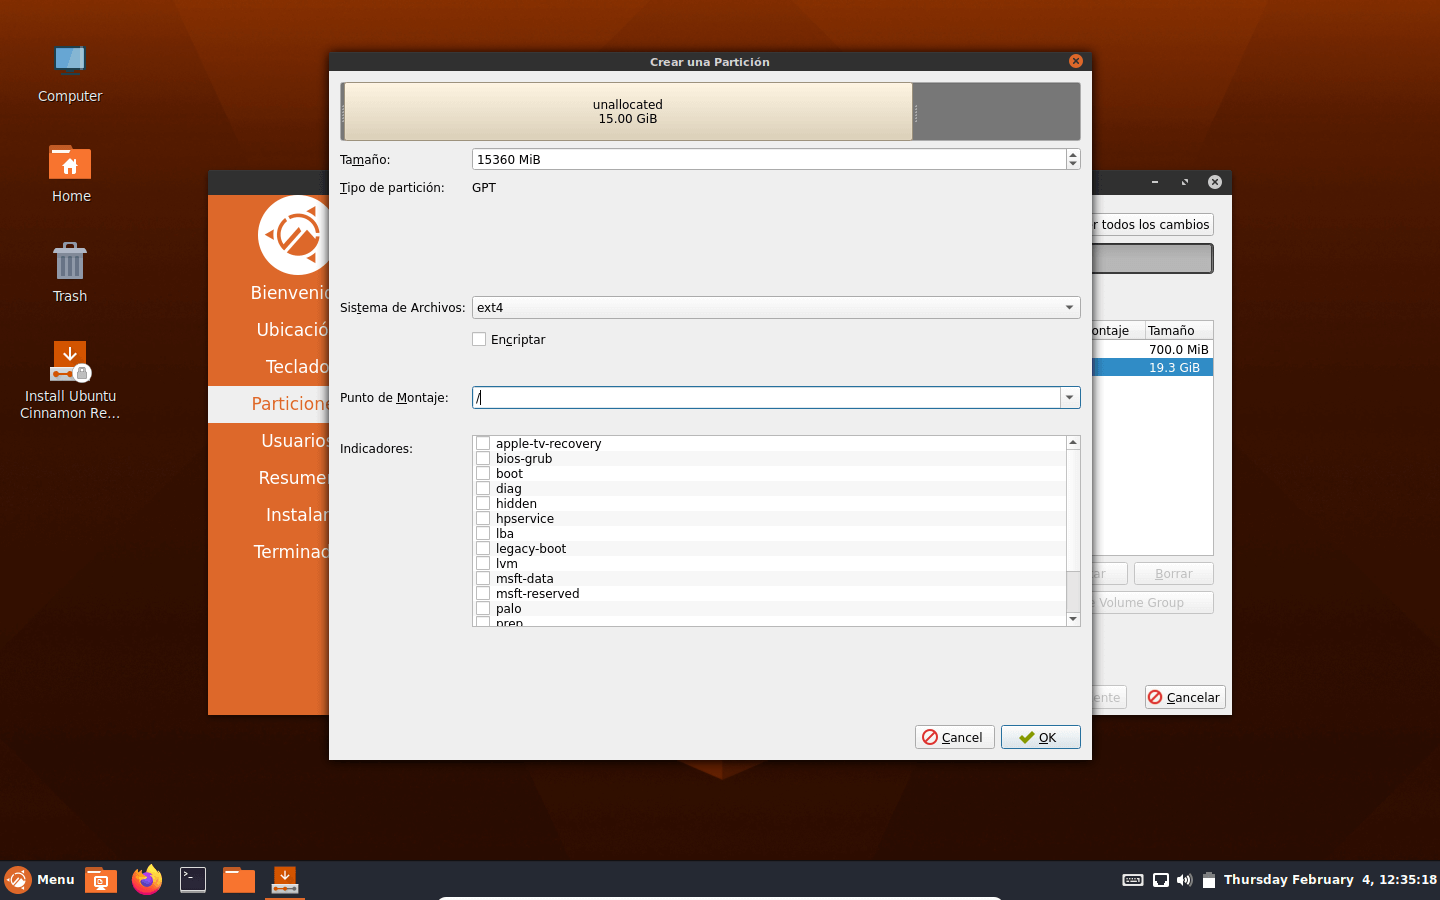 Computer
Home
Trash
Install Ubuntu
Cinnamon Re...
Crear una Partición
unallocated
15.00 GiB
Tamaño:
15360 MiB
Tipo de partición:
GPT
Sistema de Archivos:
ext4
Encriptar
Punto de Montaje:
/
Indicadores:
apple-tv-recovery
bios-grub
boot
diag
hidden
hpservice
lba
legacy-boot
lvm
msft-data
msft-reserved
palo
prep
Cancel
OK
Bienveni
Ubicació
Teclado
Particione
Usuarios
Resume
Instalar
Terminad
r todos los cambios
ontaje
Tamaño
700.0 MiB
19.3 GiB
ar
Borrar
e Volume Group
ente
Cancelar
Menu
Thursday February 4, 12:35:18